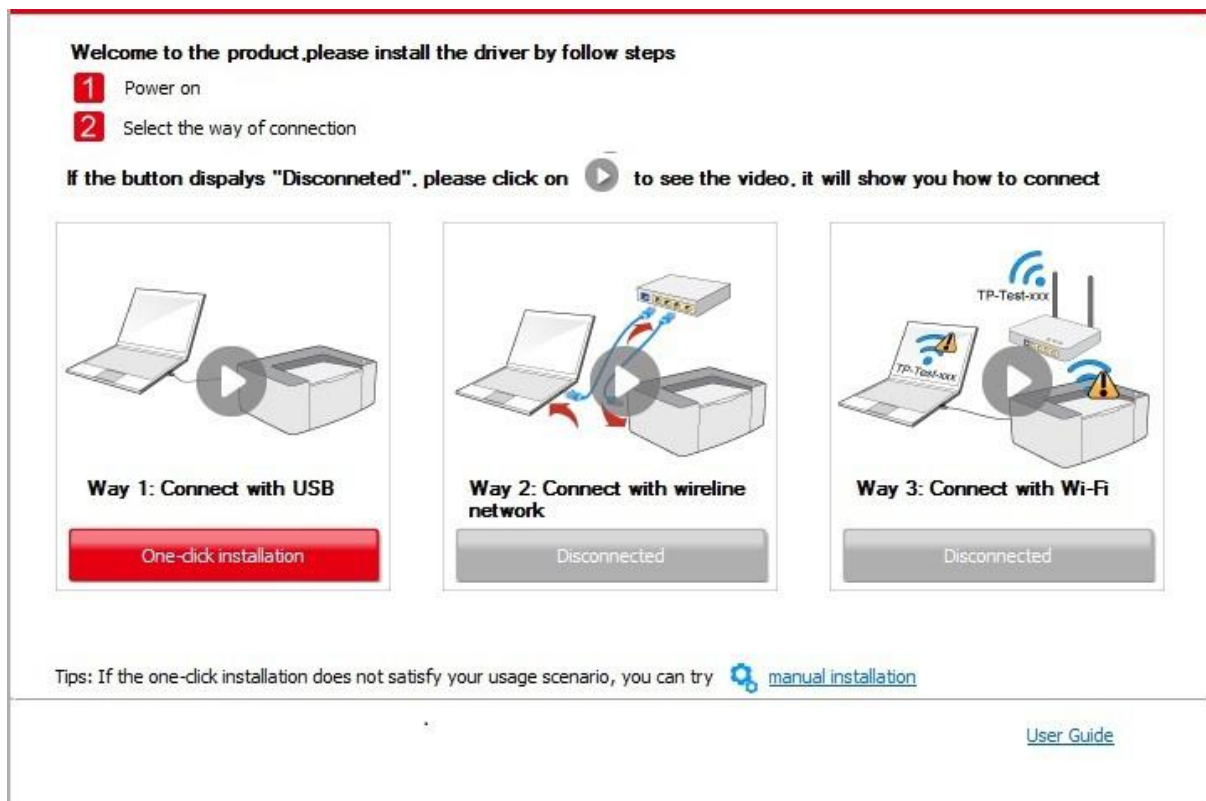 Welcome to the product,please install the driver by follow steps
1 Power on
2 Select the way of connection
If the button dispalys "Disconneted", please click on to see the video, it will show you how to connect
TP-Test-xxx
TP-Test-xxx
Way 1: Connect with USB
One-click installation
Way 2: Connect with wireline
network
Disconnected
Way 3: Connect with Wi-Fi
Disconnected
Tips: If the one-click installation does not satisfy your usage scenario, you can try manual installation
User Guide